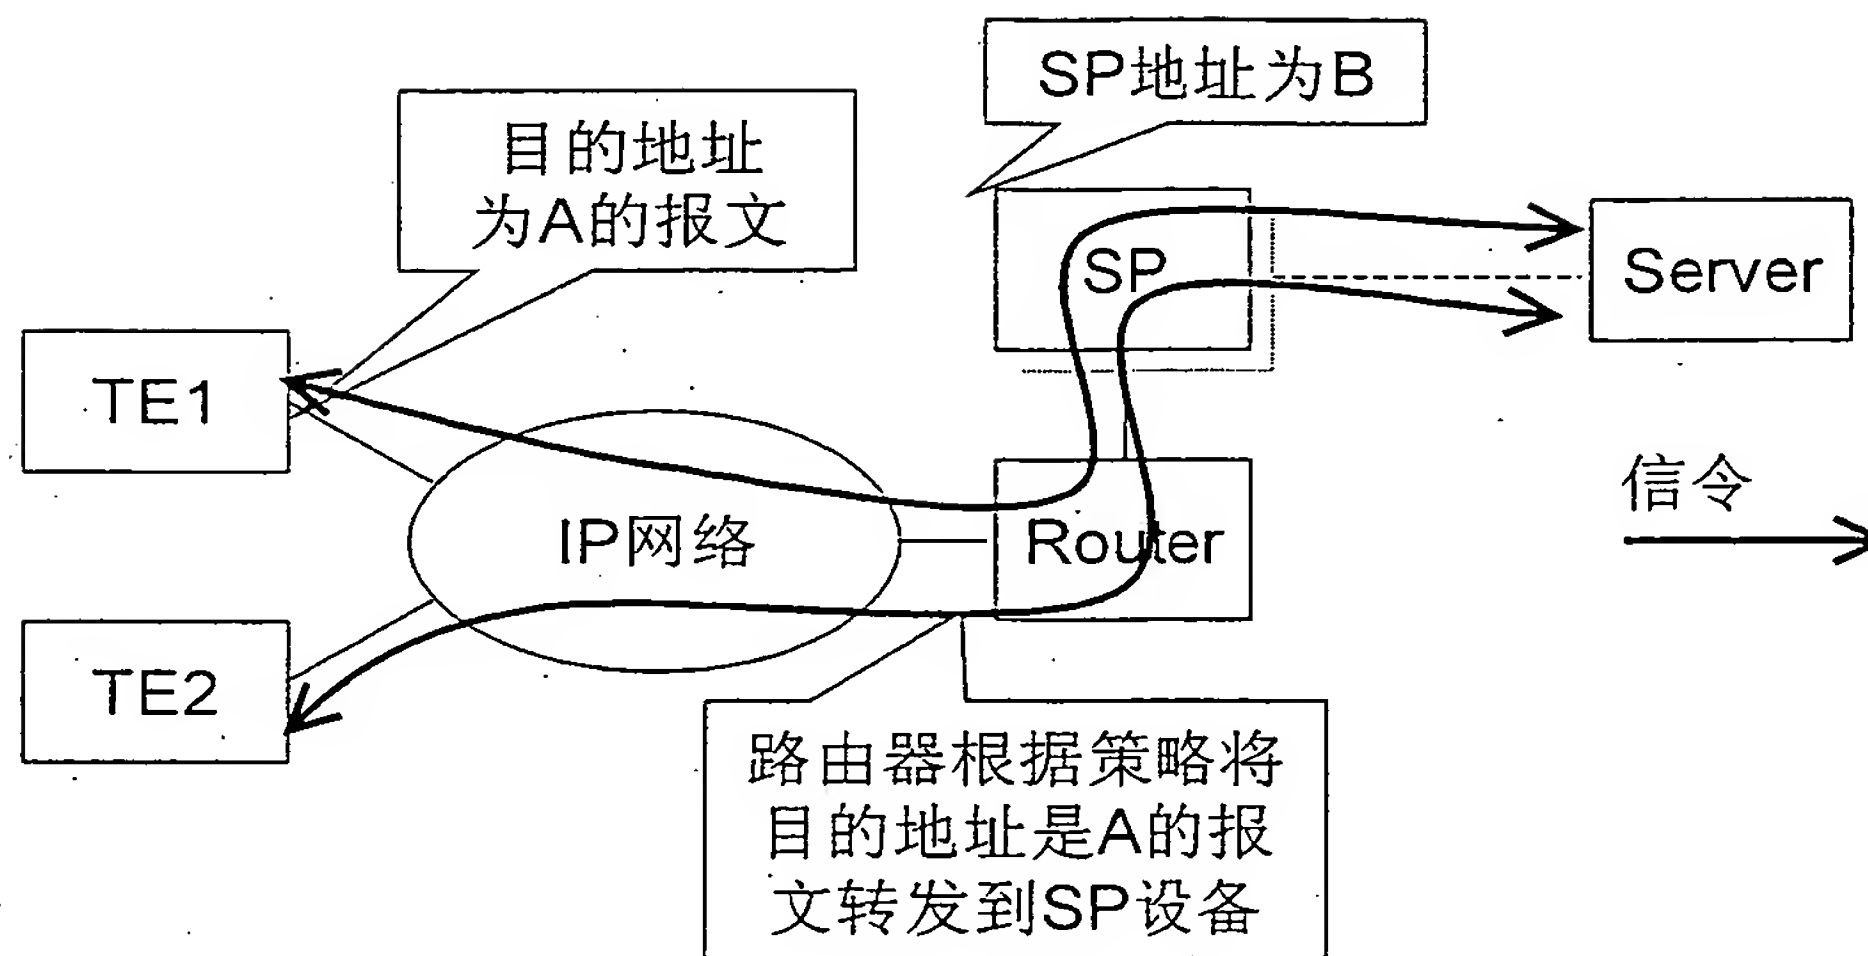 SP地址为B
目的地址
为A的报文
SP
Server
TE1
信令
IP网络
Router
TE2
路由器根据策略将
目的地址是A的报
文转发到SP设备